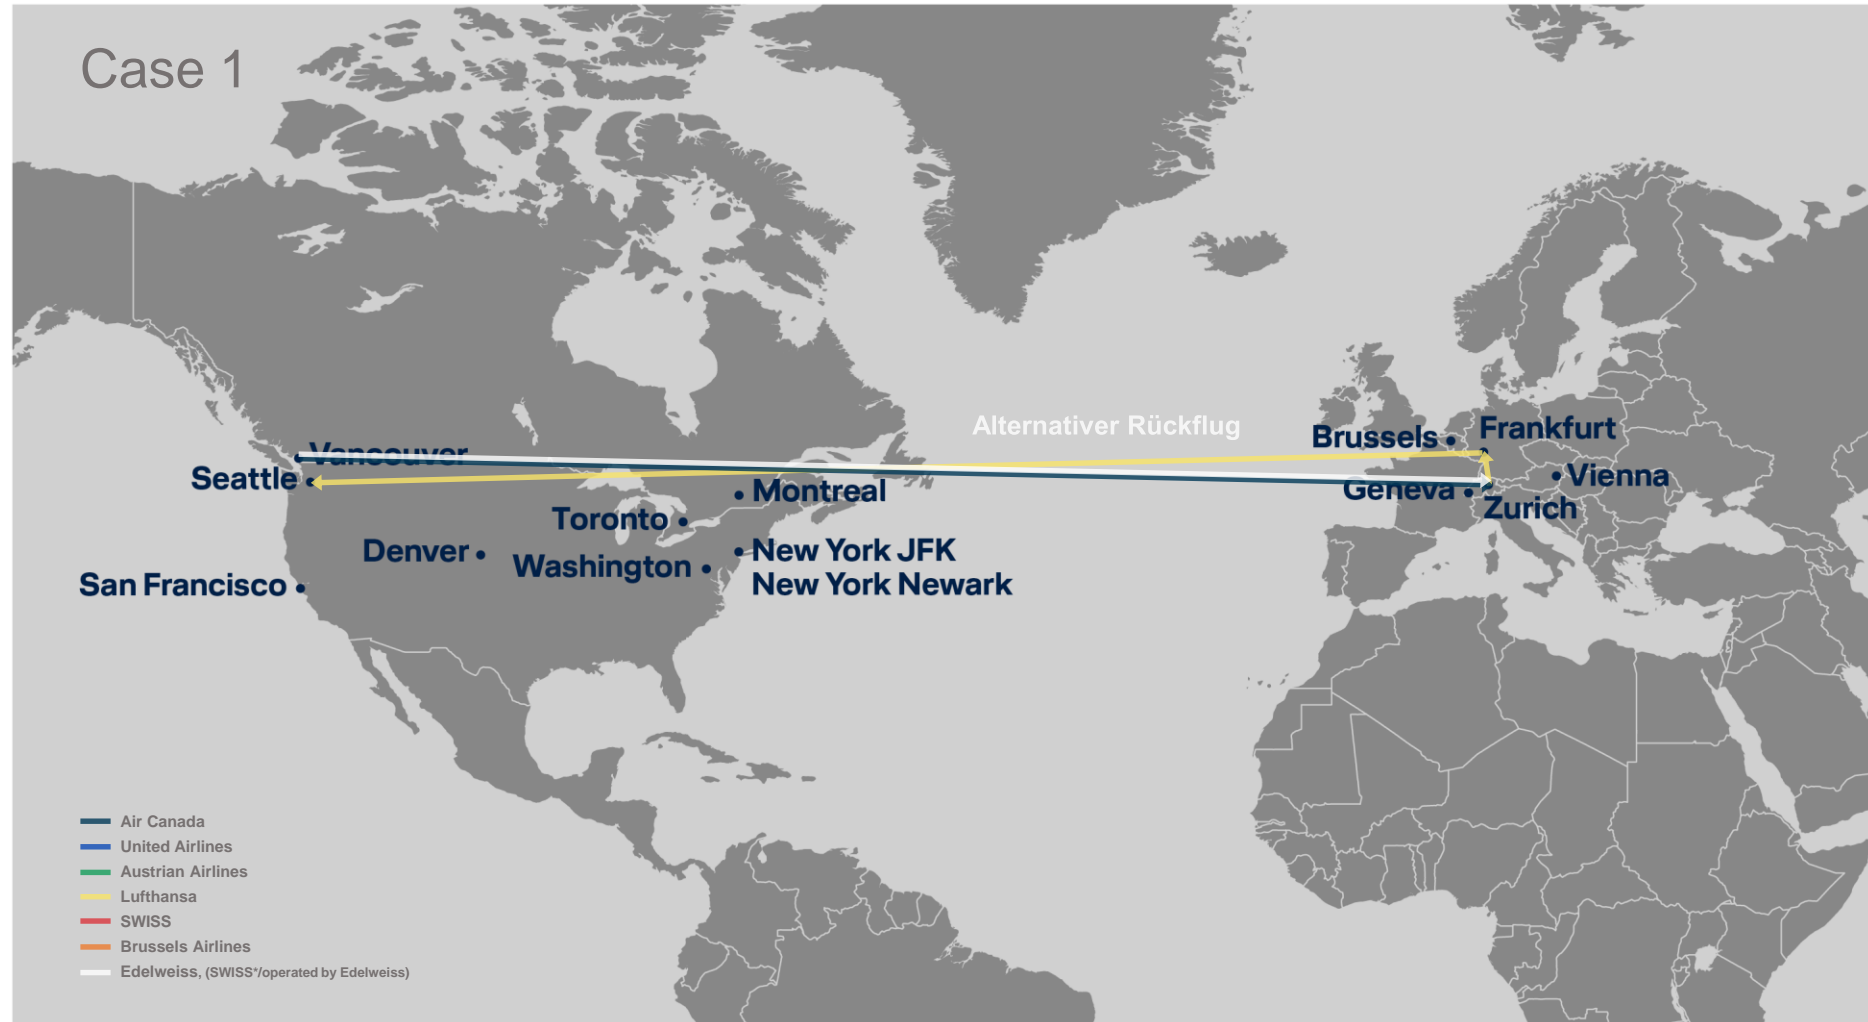 Case 1
Alternativer Rückflug
Brussels
Frankfurt
Vancouver
Seattle
Vienna
Geneva
Montreal
Zurich
Toronto
Denver
New York JFK
Washington
New York Newark
San Francisco
Air Canada
United Airlines
Austrian Airlines
Lufthansa
SWISS
Brussels Airlines
Edelweiss, (SWISS*/operated by Edelweiss)